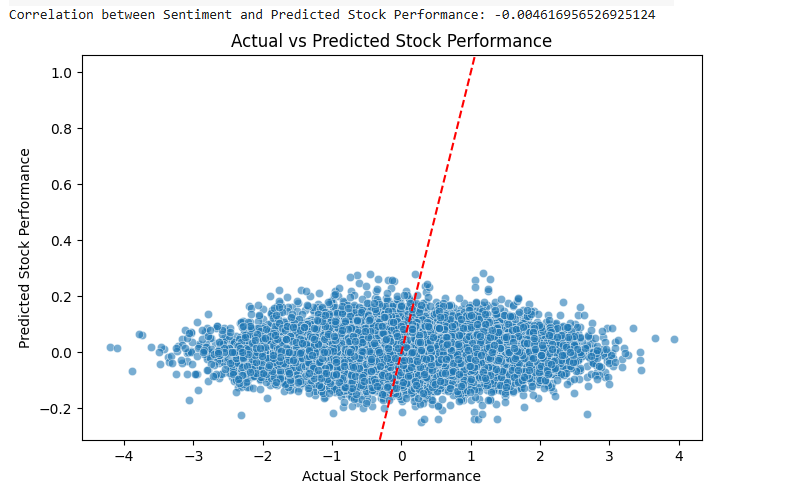 Correlation between Sentiment and Predicted Stock Performance: -0.004616956526925124
Actual vs Predicted Stock Performance
1.0
0.8
0.6
0.4
0.2
0.0
−0.2
Predicted Stock Performance
−4 −3 −2 −1 0 1 2 3 4
Actual Stock Performance